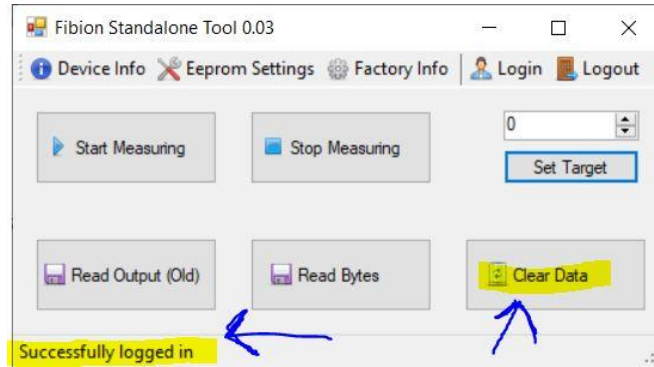 Fibion Standalone Tool 0.03
Device Info Eeprom Settings Factory Info Login Logout
Start Measuring Stop Measuring 0
Set Target
Read Output (Old) Read Bytes Clear Data
Successfully logged in